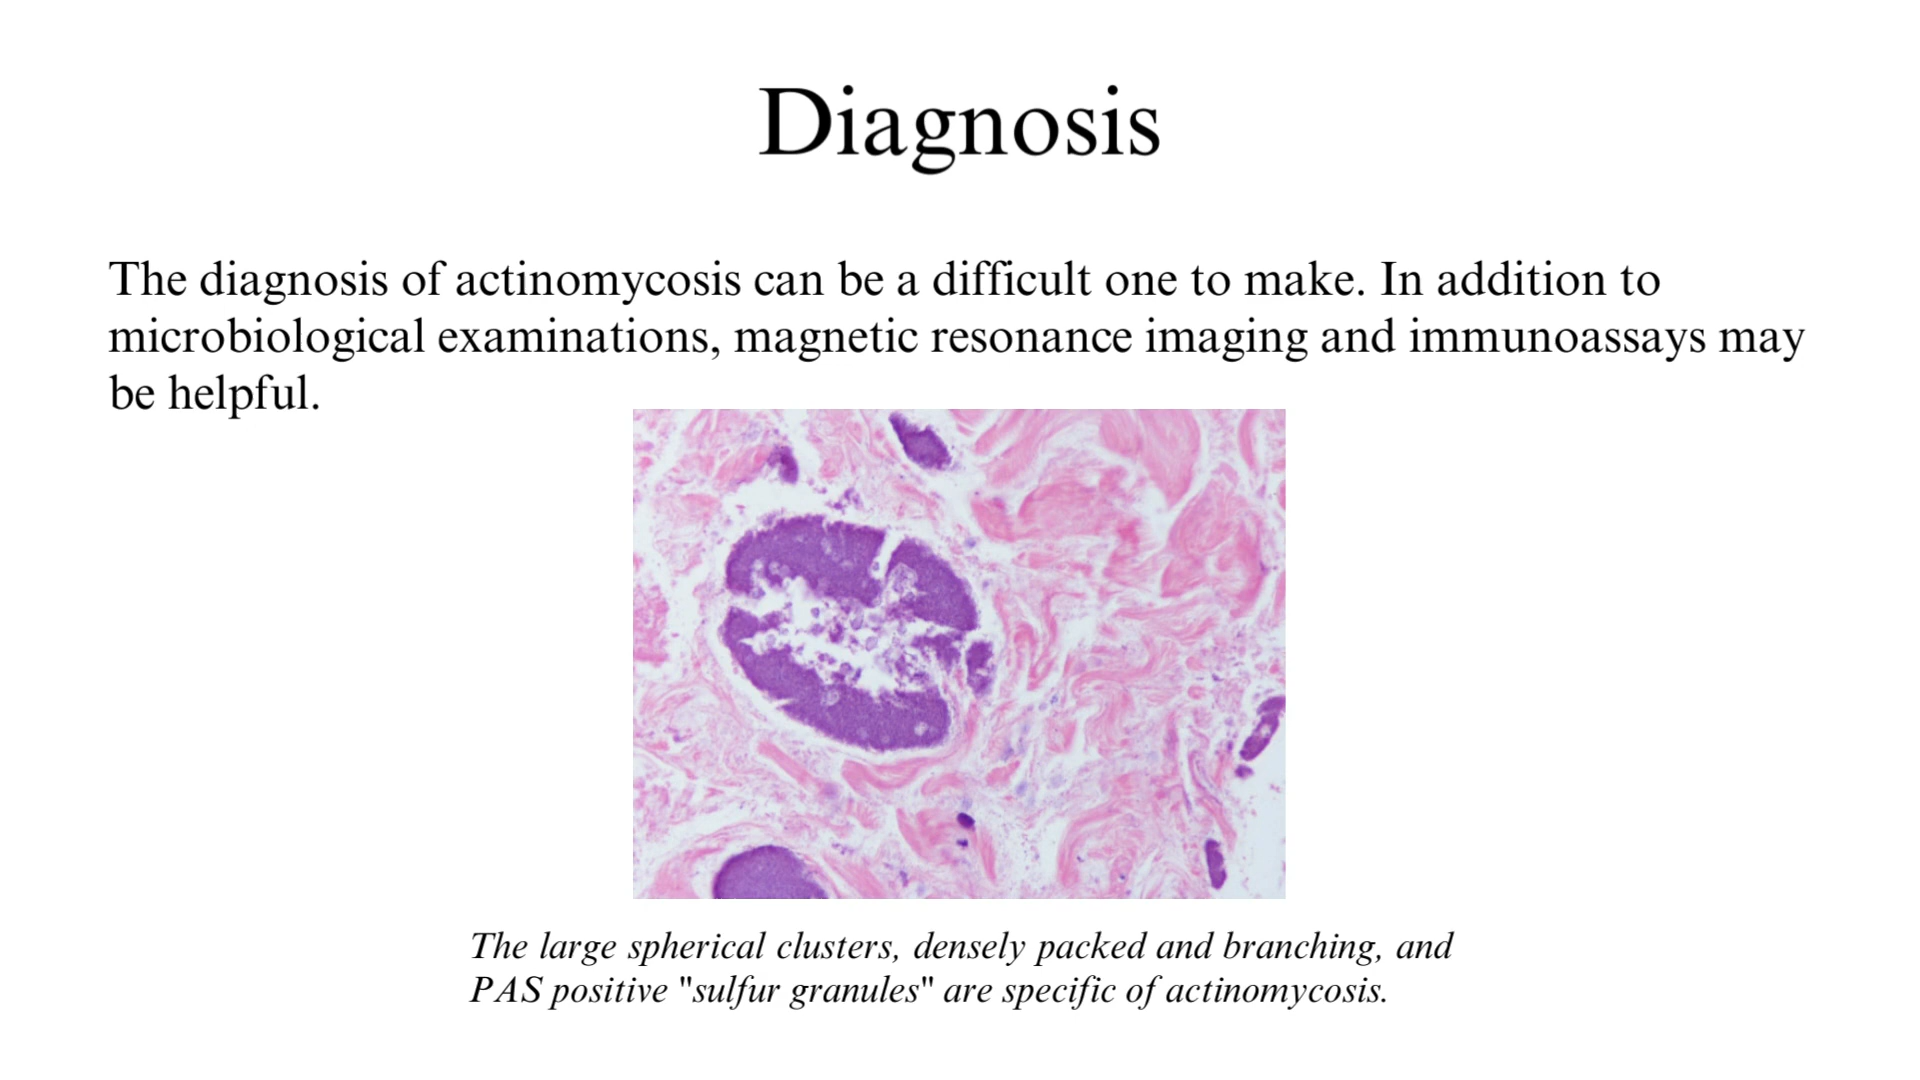 Diagnosis
The diagnosis of actinomycosis can be a difficult one to make. In addition to
microbiological examinations, magnetic resonance imaging and immunoassays may
be helpful.
The large spherical clusters, densely packed and branching, and
PAS positive "sulfur granules" are specific of actinomycosis.